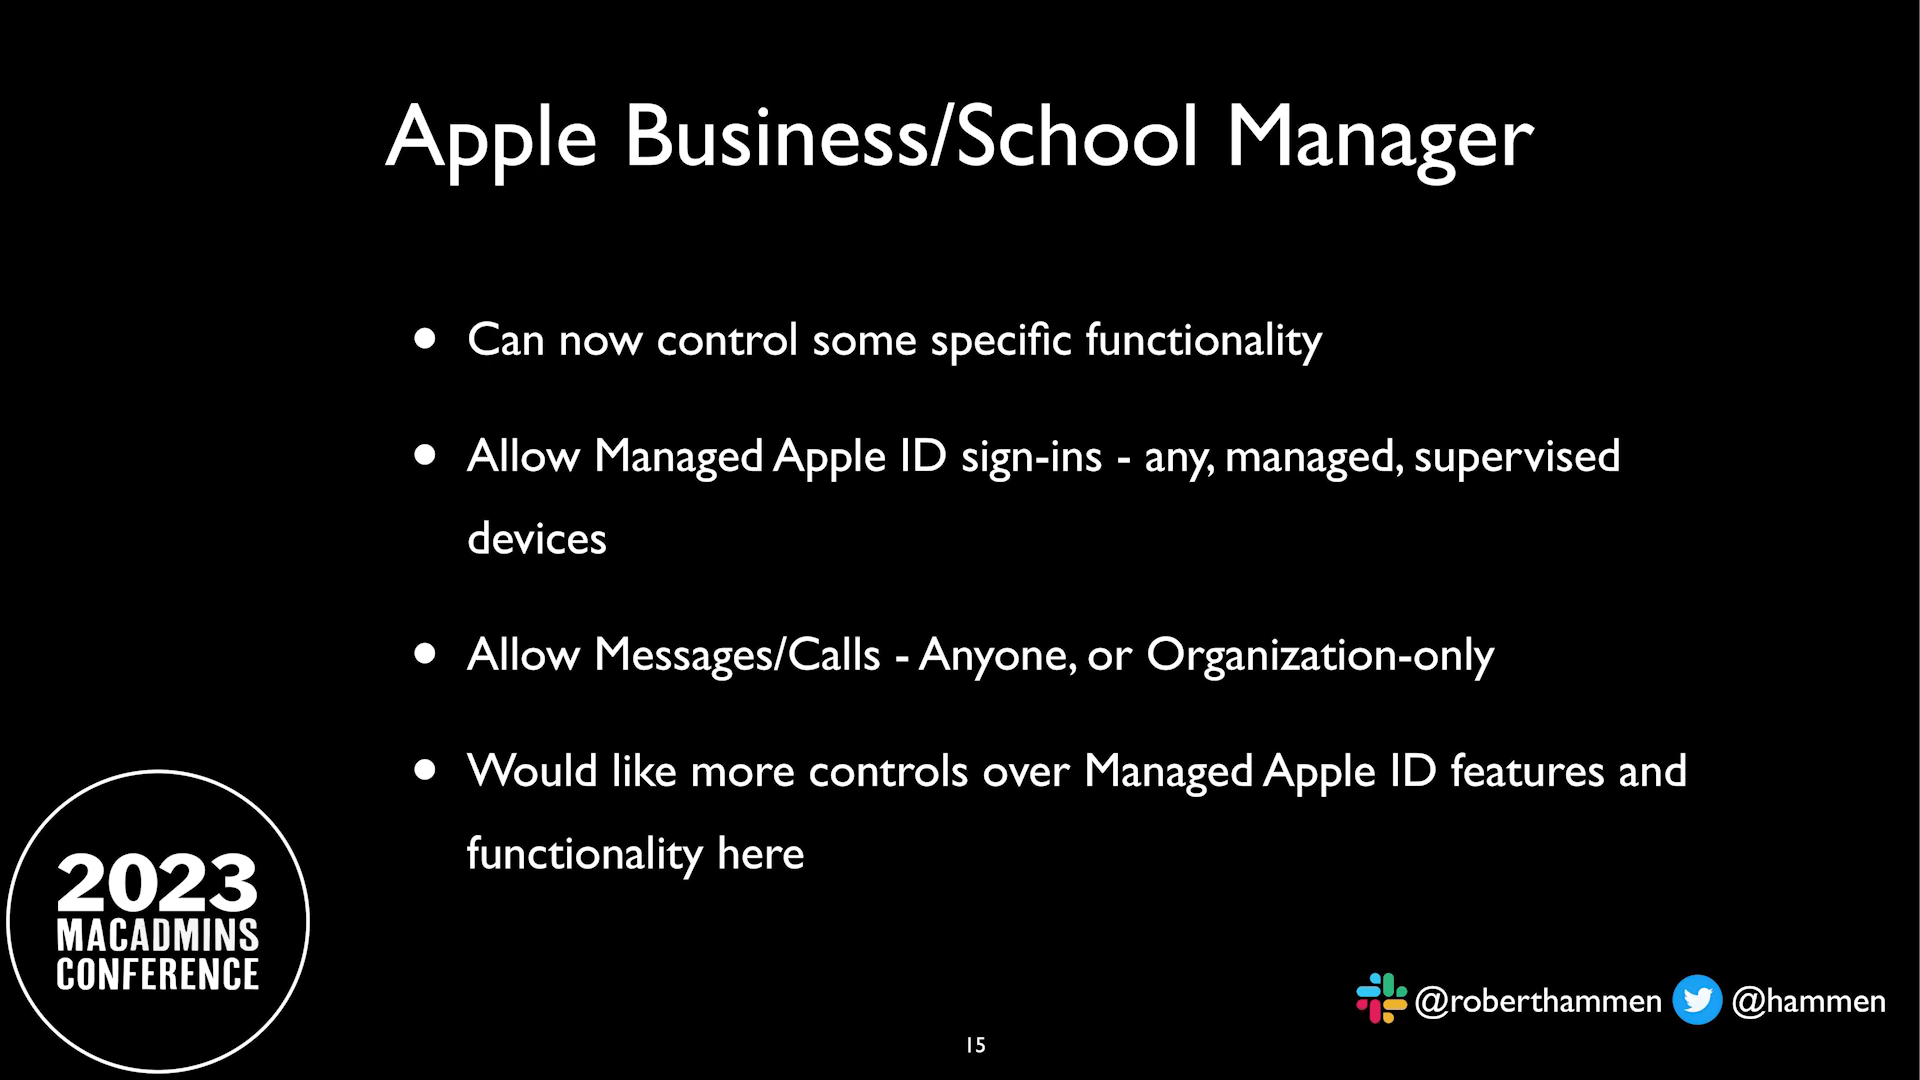 Apple Business/School Manager
• Can now control some specific functionality
• Allow Managed Apple ID sign-ins - any, managed, supervised
devices
• Allow Messages/Calls - Anyone, or Organization-only
• Would like more controls over Managed Apple ID features and
functionality here
2023
MACADMINS
CONFERENCE
@roberthammen @hammen
15